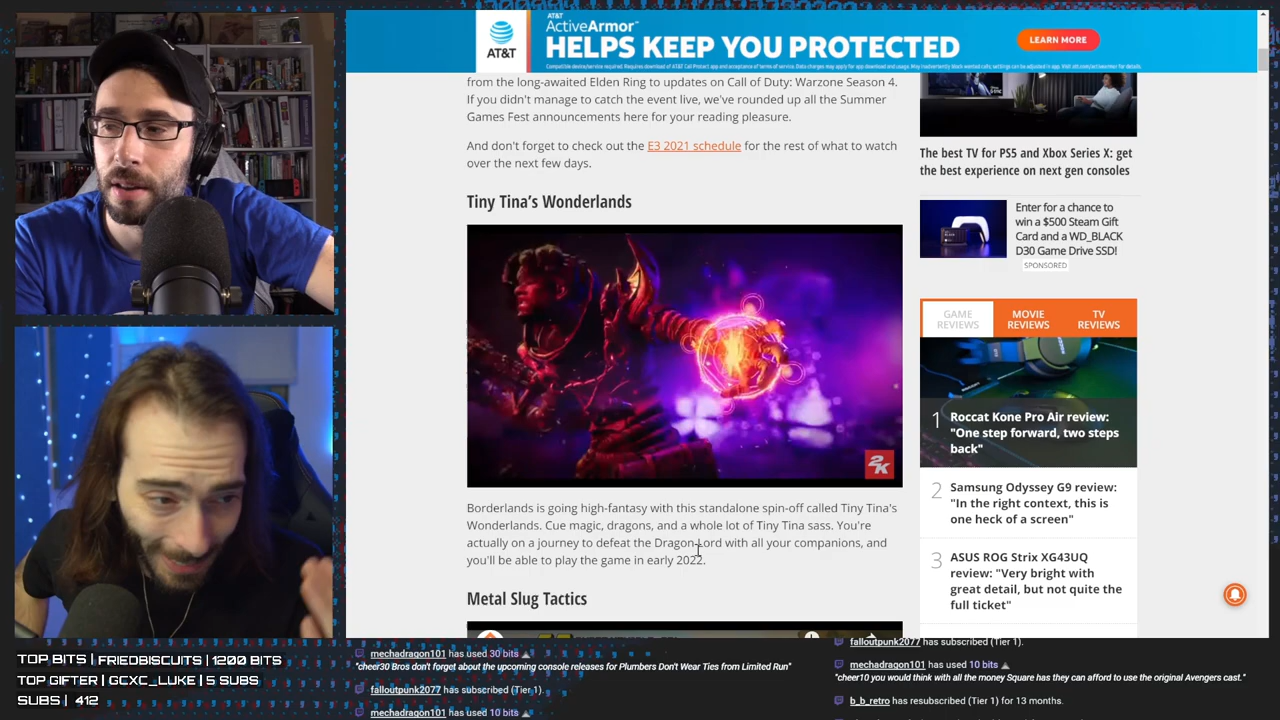 AT&T
AT&T
ActiveArmor℠
HELPS KEEP YOU PROTECTED
LEARN MORE
from the long-awaited Elden Ring to updates on Call of Duty: Warzone Season 4.
If you didn't manage to catch the event live, we've rounded up all the Summer
Games Fest announcements here for your reading pleasure.
And don't forget to check out the E3 2021 schedule for the rest of what to watch
over the next few days.
Tiny Tina's Wonderlands
2K
Borderlands is going high-fantasy with this standalone spin-off called Tiny Tina's
Wonderlands. Cue magic, dragons, and a whole lot of Tiny Tina sass. You're
actually on a journey to defeat the Dragon Lord with all your companions, and
you'll be able to play the game in early 2022.
Metal Slug Tactics
The best TV for PS5 and Xbox Series X: get
the best experience on next gen consoles
Enter for a chance to
win a $500 Steam Gift
Card and a WD_BLACK
D30 Game Drive SSD!
SPONSORED
GAME
REVIEWS
MOVIE
REVIEWS
TV
REVIEWS
1
Roccat Kone Pro Air review:
"One step forward, two steps
back"
2
Samsung Odyssey G9 review:
"In the right context, this is
one heck of a screen"
3
ASUS ROG Strix XG43UQ
review: "Very bright with
great detail, but not quite the
full ticket"
TOP BITS | FRIEDBISCUITS | 1200 BITS
TOP GIFTER | GCXC_LUKE | 5 SUBS
SUBS | 412
mechadragon101 has used 30 bits
"cheer30 Bros don't forget about the upcoming console releases for Plumbers Don't Wear Ties from Limited Run"
falloutpunk2077 has subscribed (Tier 1).
mechadragon101 has used 10 bits
falloutpunk2077 has subscribed (Tier 1).
mechadragon101 has used 10 bits
"cheer10 you would think with all the money Square has they can afford to use the original Avengers cast."
b_b_retro has resubscribed (Tier 1) for 13 months.